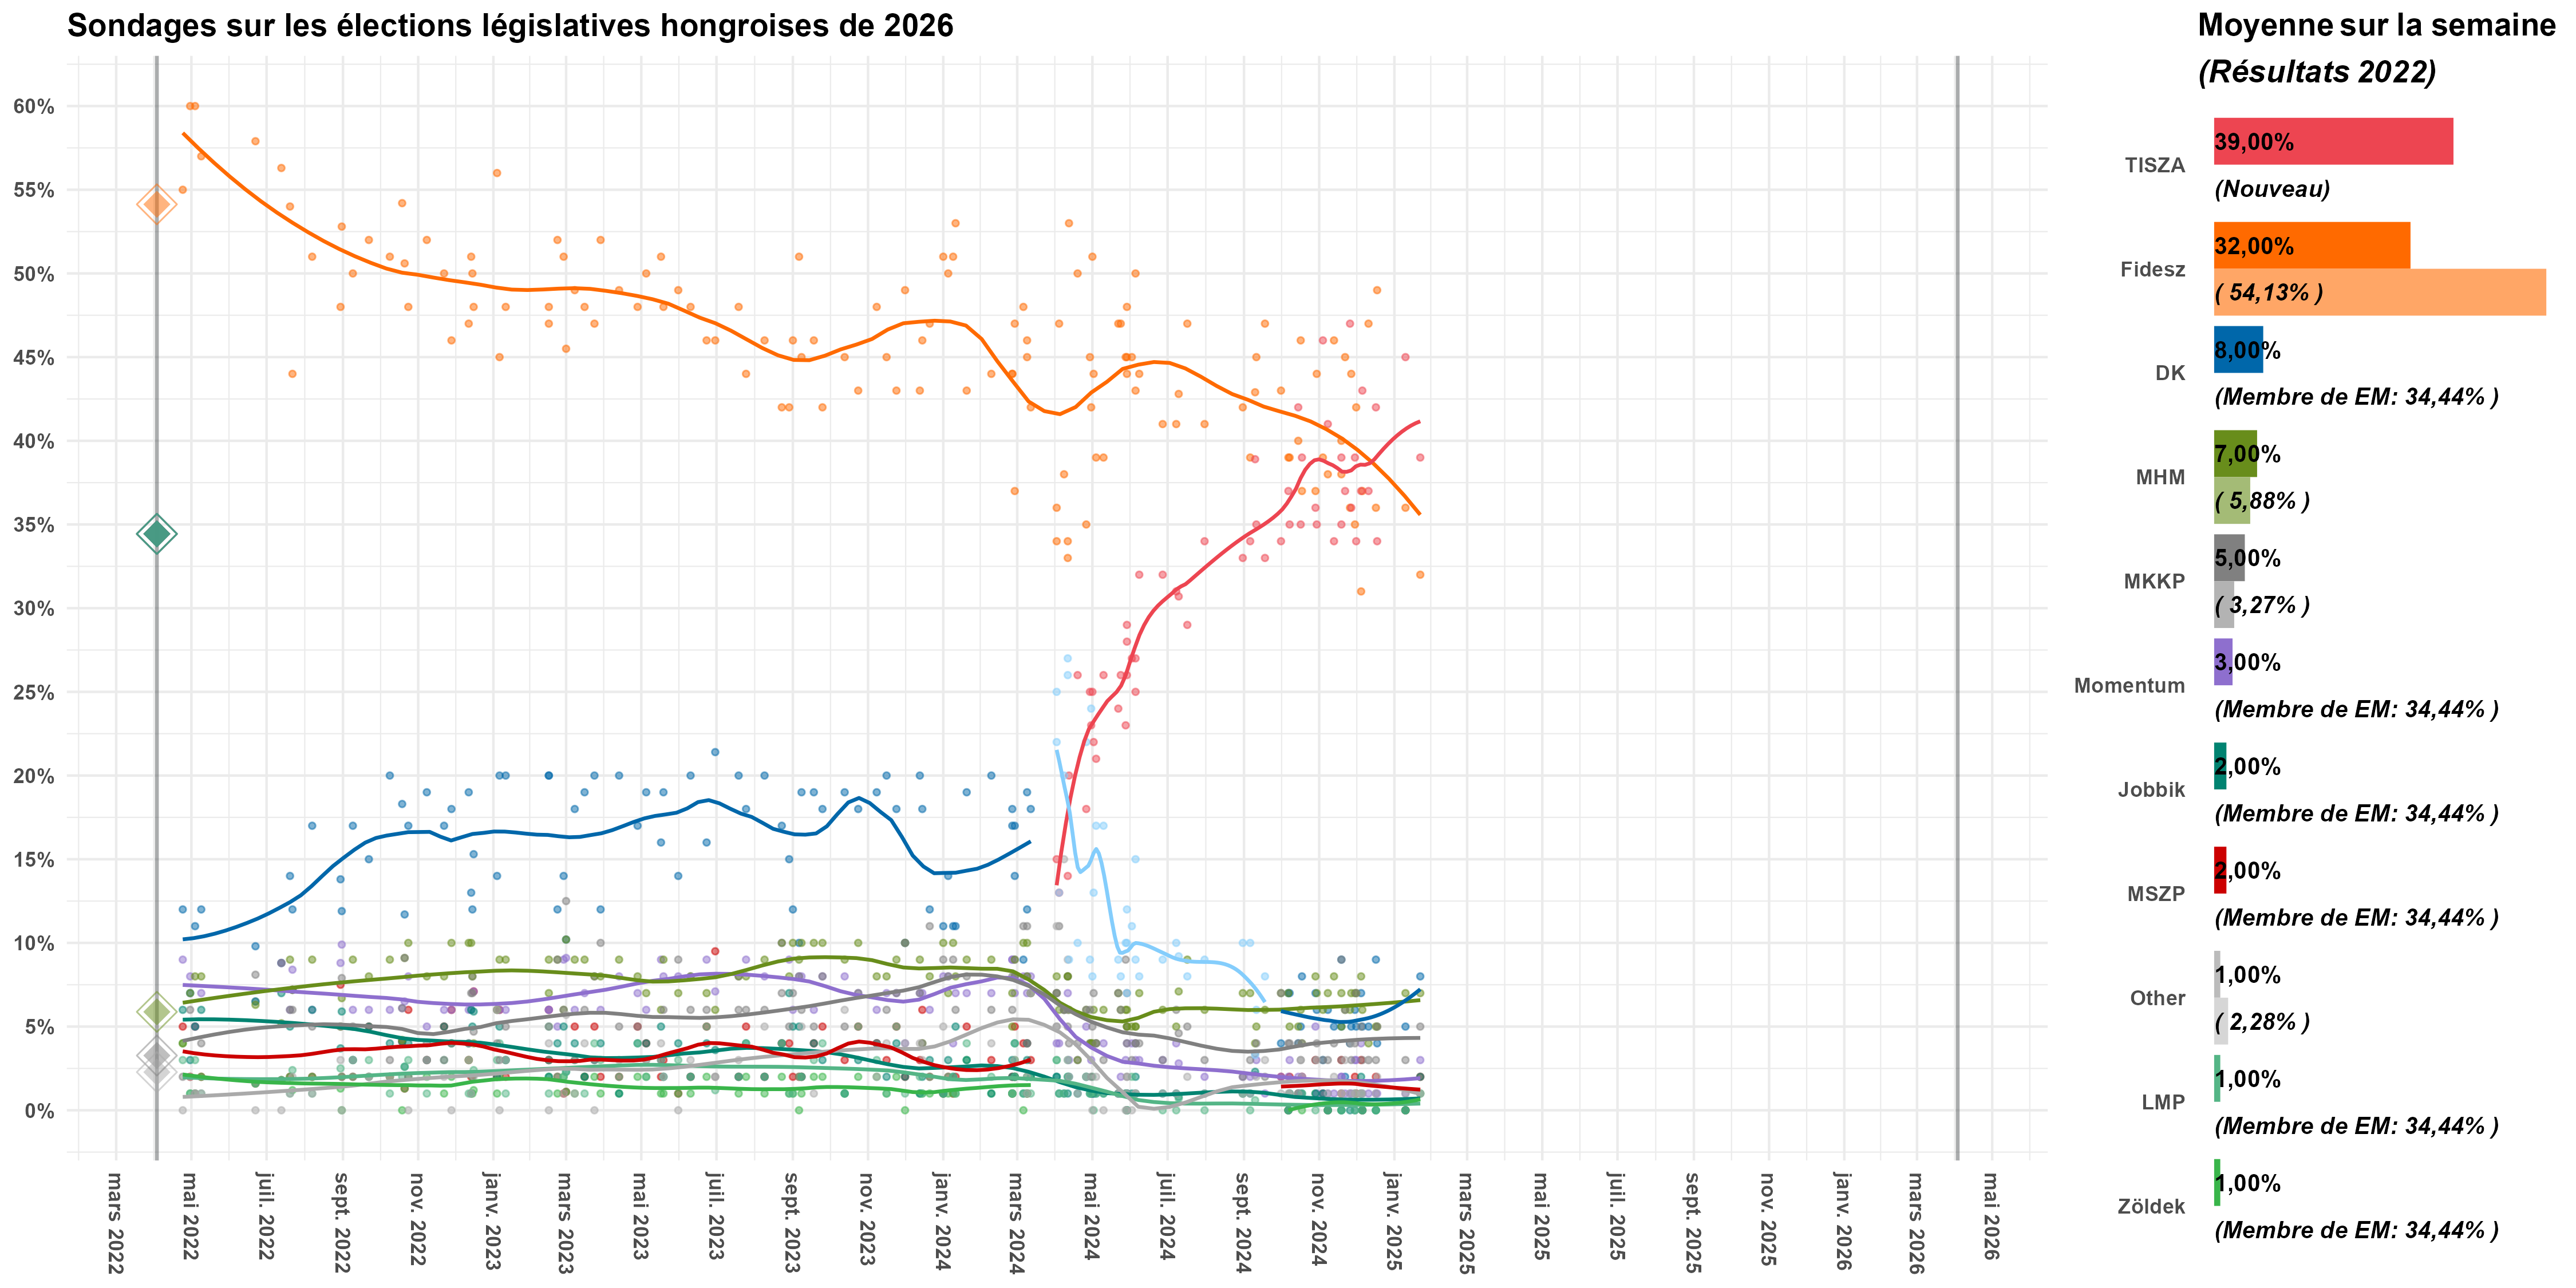 Sondages sur les élections législatives hongroises de 2026
60%
55%
50%
45%
40%
35%
30%
25%
20%
15%
10%
5%
0%
mars 2022
mai 2022
juil. 2022
sept. 2022
nov. 2022
janv. 2023
mars 2023
mai 2023
juil. 2023
sept. 2023
nov. 2023
janv. 2024
mars 2024
mai 2024
juil. 2024
sept. 2024
nov. 2024
janv. 2025
mars 2025
mai 2025
juil. 2025
sept. 2025
nov. 2025
janv. 2026
mars 2026
mai 2026
Moyenne sur la semaine
(Résultats 2022)
TISZA
39,00%
(Nouveau)
Fidesz
32,00%
( 54,13% )
DK
8,00%
(Membre de EM: 34,44% )
MHM
7,00%
( 5,88% )
MKKP
5,00%
( 3,27% )
Momentum
3,00%
(Membre de EM: 34,44% )
Jobbik
2,00%
(Membre de EM: 34,44% )
MSZP
2,00%
(Membre de EM: 34,44% )
Other
1,00%
( 2,28% )
LMP
1,00%
(Membre de EM: 34,44% )
Zöldek
1,00%
(Membre de EM: 34,44% )